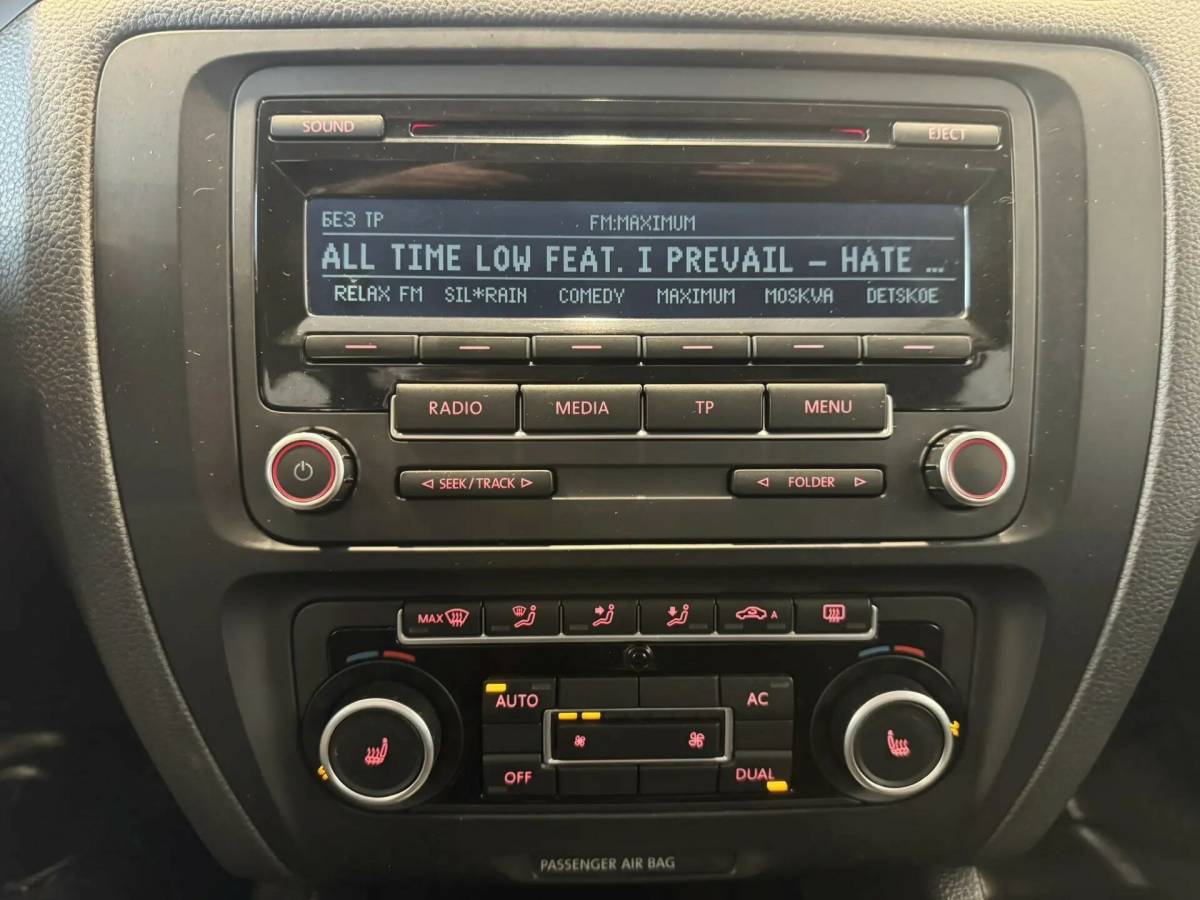 SOUND EJECT
БЕЗ TP FM:MAXIMUM
ALL TIME LOW FEAT. I PREVAIL – HATE ...
RELAX FM SIL*RAIN COMEDY MAXIMUM MOSKVA DETSKOE
RADIO MEDIA TP MENU
SEEK/TRACK FOLDER
MAX A
AUTO AC
OFF DUAL
PASSENGER AIR BAG